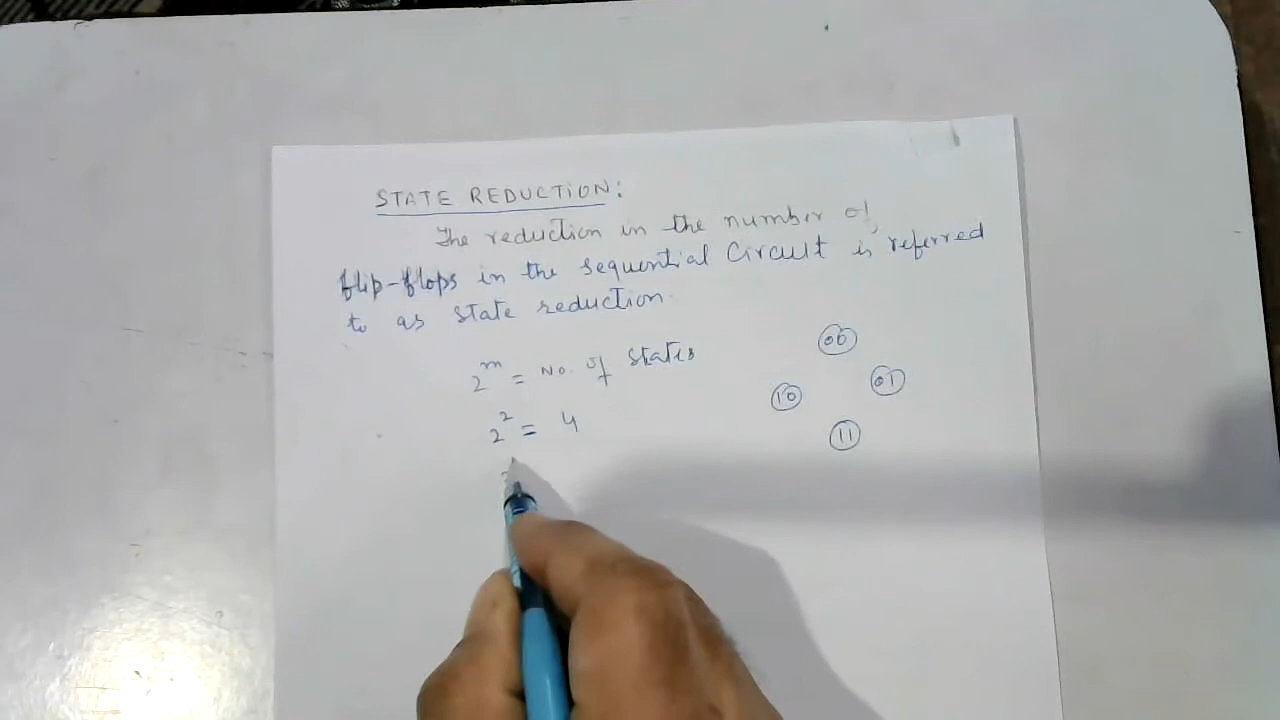 STATE REDUCTION:
The reduction in the number of
flip-flops in the sequential circuit is referred
to as state reduction.
2^m = No. of states
2^2 = 4
00
01
10
11